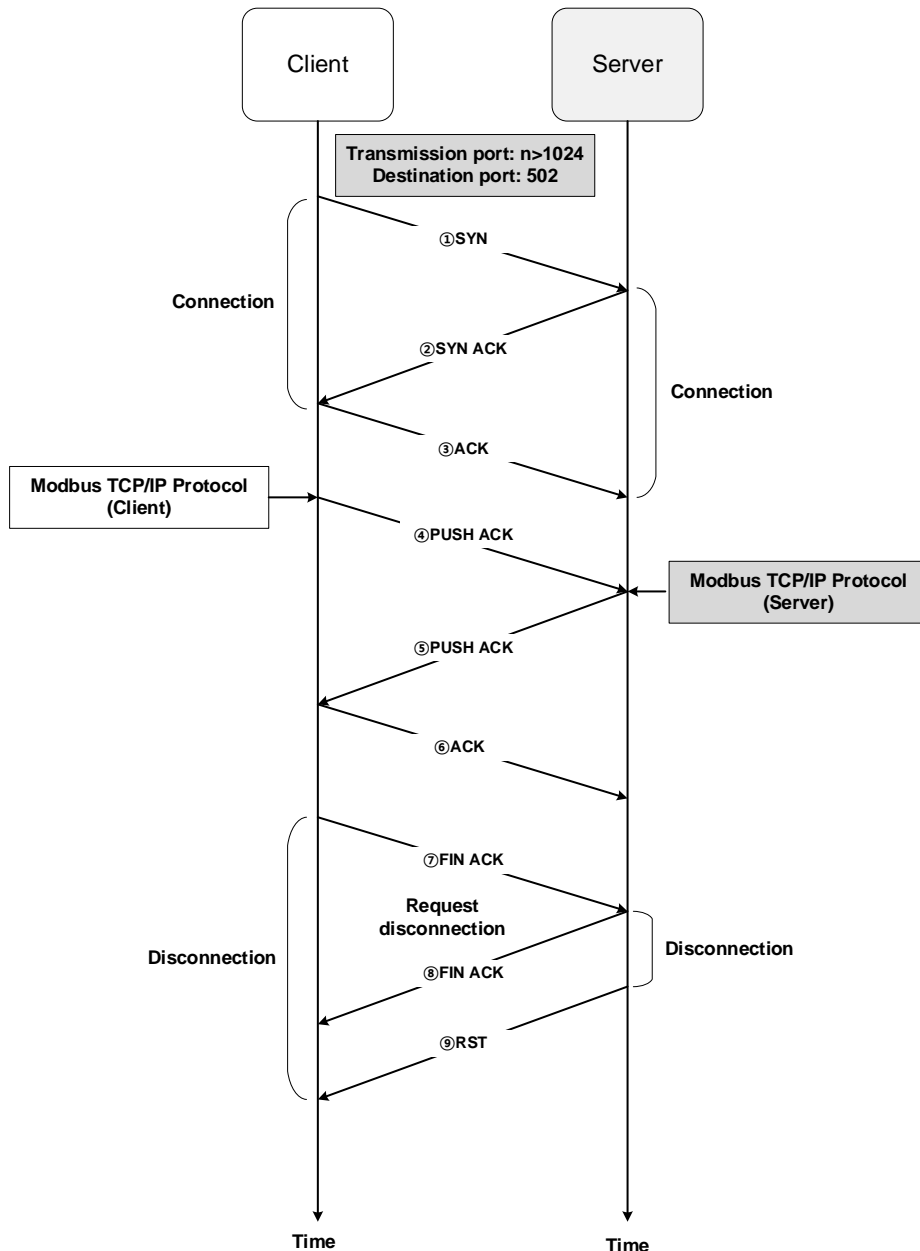 Client
Server
Transmission port: n>1024
Destination port: 502
①SYN
Connection
②SYN ACK
Connection
③ACK
Modbus TCP/IP Protocol
(Client)
④PUSH ACK
Modbus TCP/IP Protocol
(Server)
⑤PUSH ACK
⑥ACK
⑦FIN ACK
Request
disconnection
Disconnection
Disconnection
⑧FIN ACK
⑨RST
Time
Time